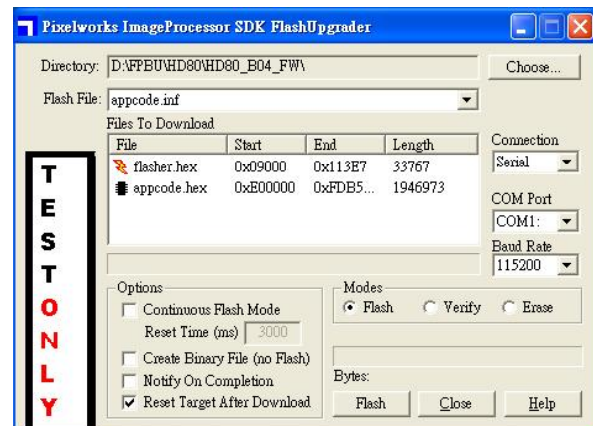 Pixelworks ImageProcessor SDK FlashUpgrader
Directory: D:\FPBU\HD80\HD80_B04_FW\ Choose...
Flash File: appcode.inf
Files To Download
File Start End Length
flasher.hex 0x09000 0x113E7 33767
appcode.hex 0xE00000 0xFDB5... 1946973
Connection
Serial
COM Port
COM1:
Baud Rate
115200
TEST ONLY
Options
Continuous Flash Mode
Reset Time (ms) 3000
Create Binary File (no Flash)
Notify On Completion
Reset Target After Download
Modes
Flash Verify Erase
Bytes:
Flash Close Help